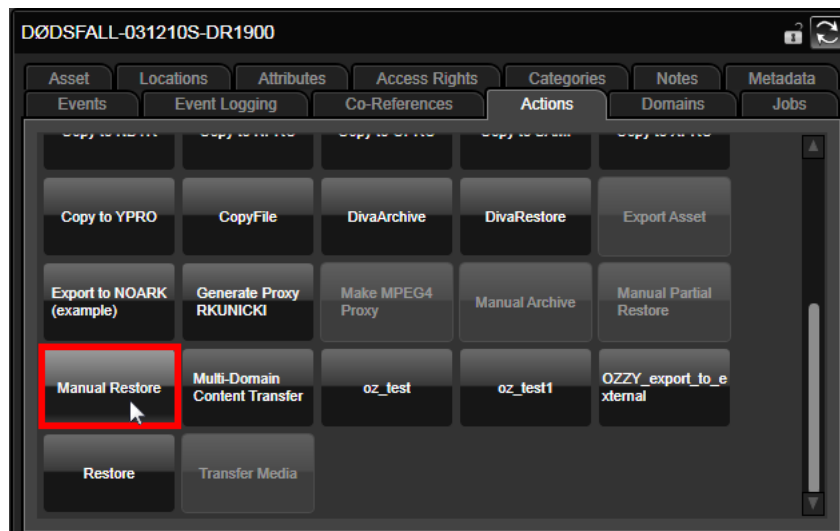 DØDSFALL-031210S-DR1900
Asset Locations Attributes Access Rights Categories Notes Metadata
Events Event Logging Co-References Actions Domains Jobs
Copy to YPRO CopyFile DivaArchive DivaRestore Export Asset
Export to NOARK Generate Proxy Make MPEG4 Manual Archive Manual Partial
(example) RKUNICKI Proxy Restore
Manual Restore Multi-Domain oz_test oz_test1 OZZY_export_to_e
Content Transfer xternal
Restore Transfer Media